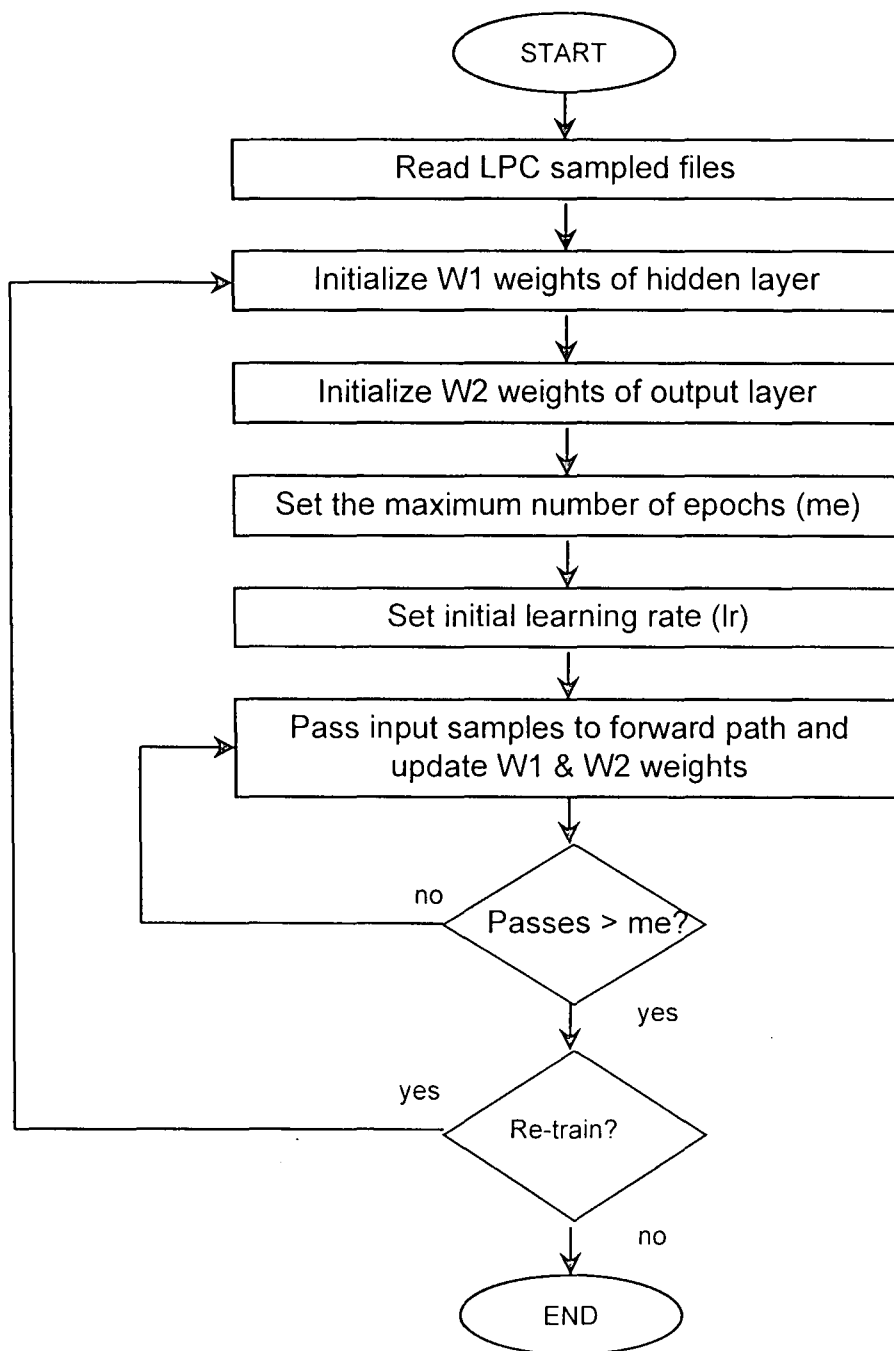 START
Read LPC sampled files
Initialize W1 weights of hidden layer
Initialize W2 weights of output layer
Set the maximum number of epochs (me)
Set initial learning rate (lr)
Pass input samples to forward path and
update W1 & W2 weights
no
Passes > me?
yes
yes
Re-train?
no
END